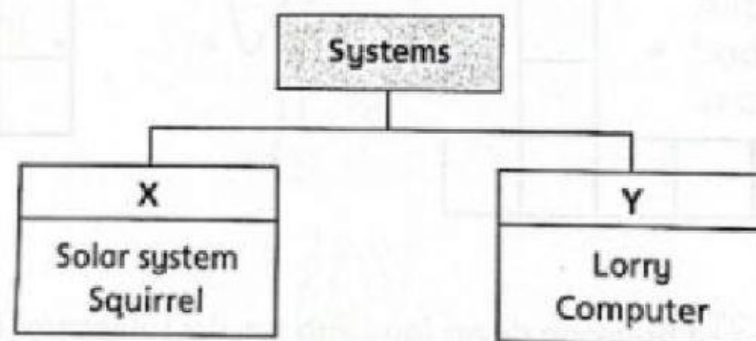 Systems
X
Solar system
Squirrel
Y
Lorry
Computer